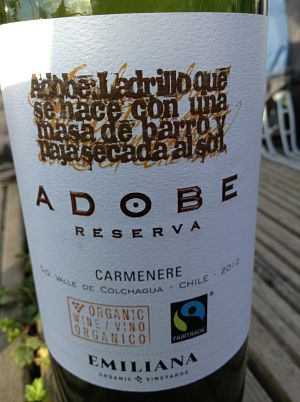 Adobe: Ladrillo que
se hace con una
masa de barro y
paja secada al sol.
ADOBE
RESERVA
CARMENERE
D.O. VALLE DE COLCHAGUA - CHILE - 2012
ORGANIC
WINE / VINO
ORGANICO
FAIRTRADE
EMILIANA
ORGANIC VINEYARDS